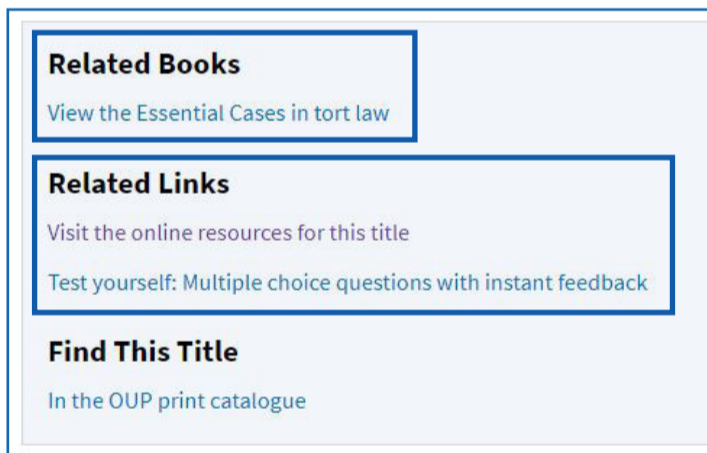 Related Books
View the Essential Cases in tort law
Related Links
Visit the online resources for this title
Test yourself: Multiple choice questions with instant feedback
Find This Title
In the OUP print catalogue